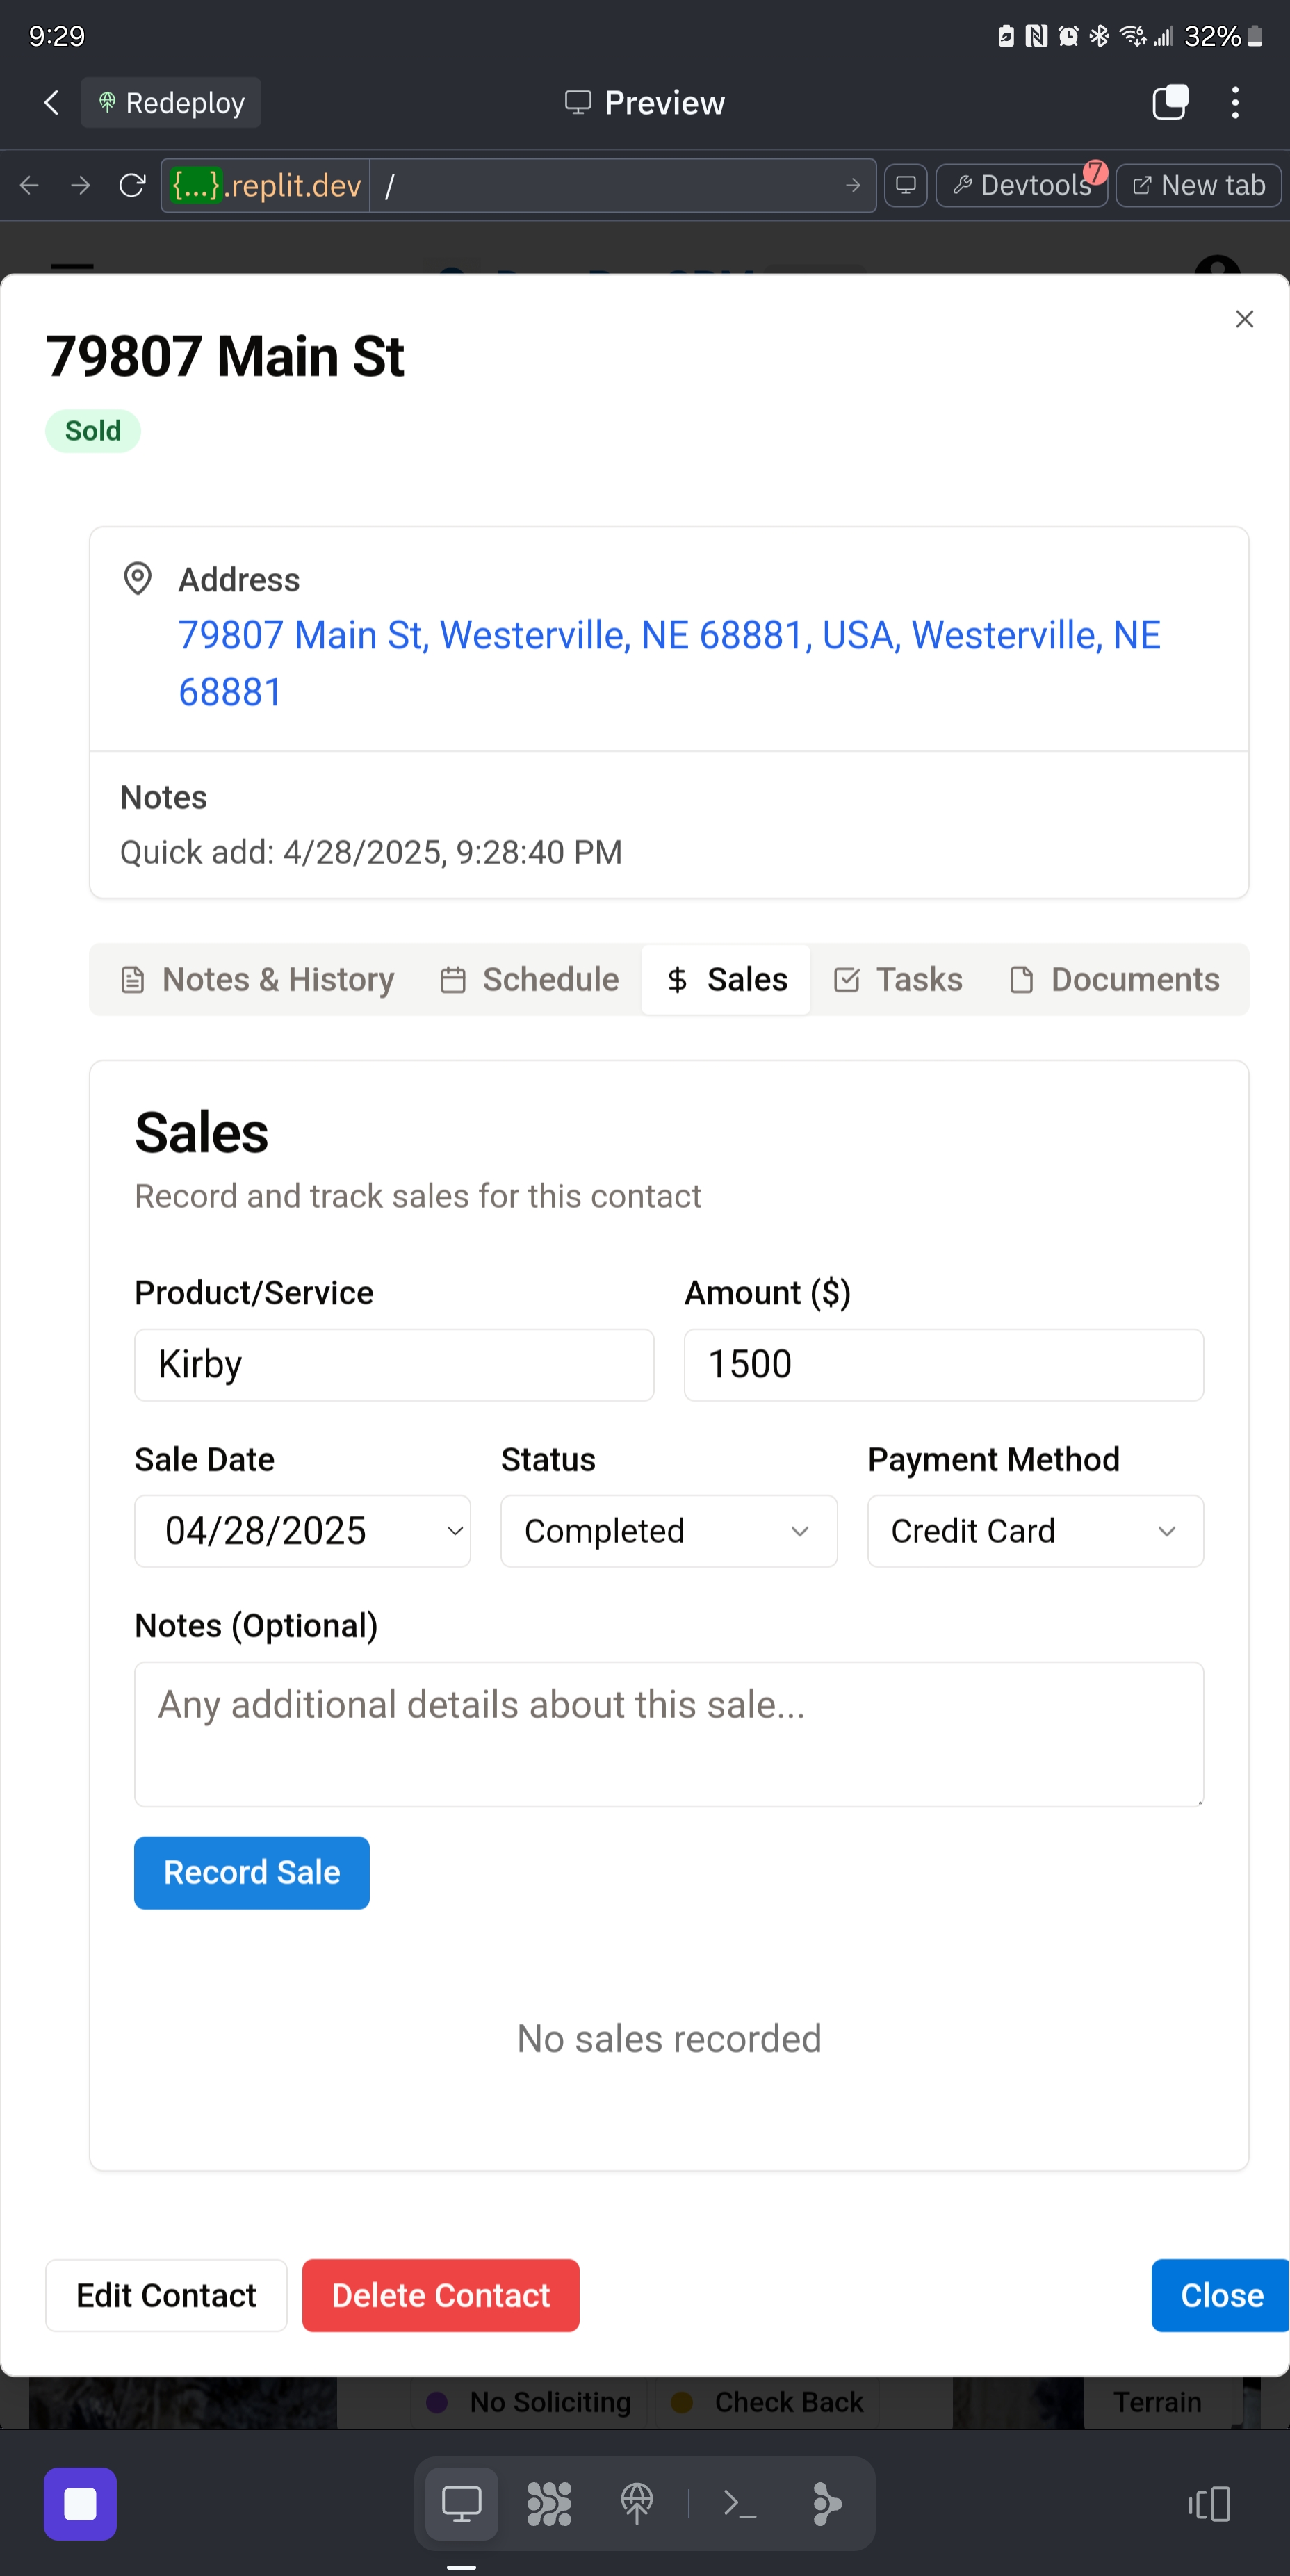 9:29
32%
Redeploy
Preview
{...}.replit.dev
/
Devtools
7
New tab
79807 Main St
Sold
Address
79807 Main St, Westerville, NE 68881, USA, Westerville, NE
68881
Notes
Quick add: 4/28/2025, 9:28:40 PM
Notes & History
Schedule
$ Sales
Tasks
Documents
Sales
Record and track sales for this contact
Product/Service
Amount ($)
Kirby
1500
Sale Date
Status
Payment Method
04/28/2025
Completed
Credit Card
Notes (Optional)
Any additional details about this sale...
Record Sale
No sales recorded
Edit Contact
Delete Contact
Close
No Soliciting
Check Back
Terrain